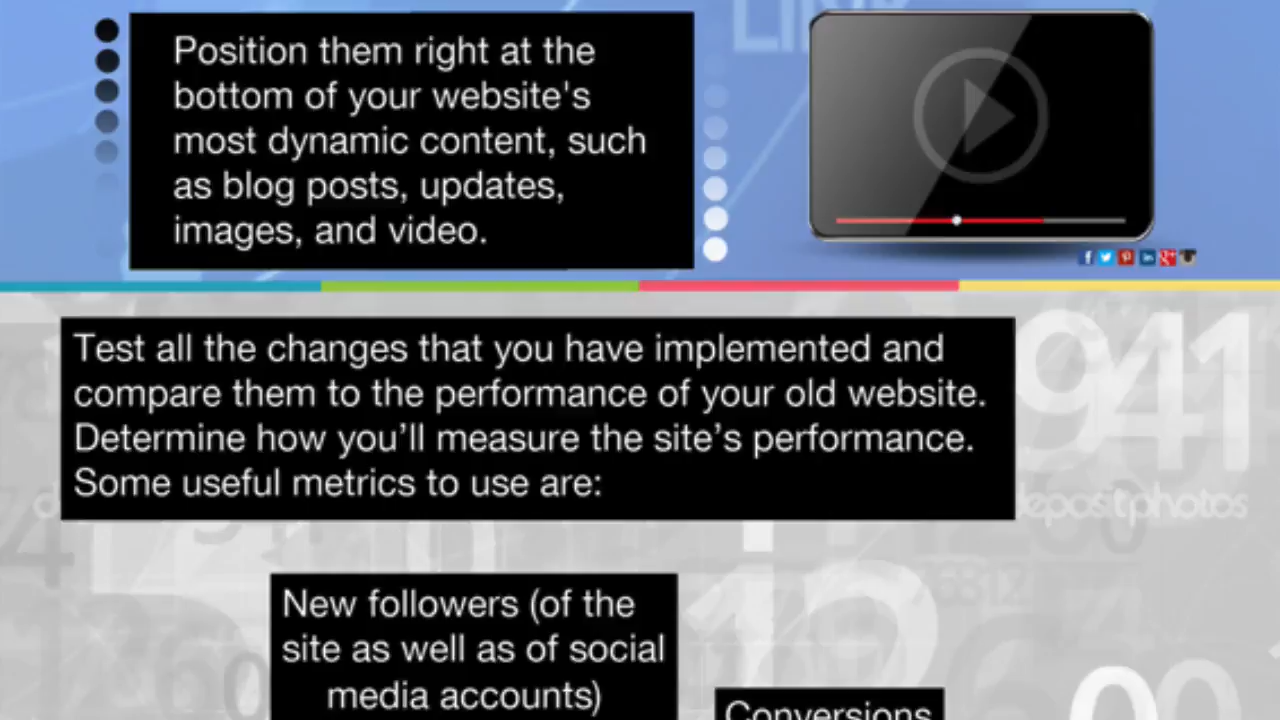 LIN
Position them right at the
bottom of your website's
most dynamic content, such
as blog posts, updates,
images, and video.
Test all the changes that you have implemented and
compare them to the performance of your old website.
Determine how you’ll measure the site’s performance.
Some useful metrics to use are:
941
depositphotos
New followers (of the
site as well as of social
media accounts)
Conversions